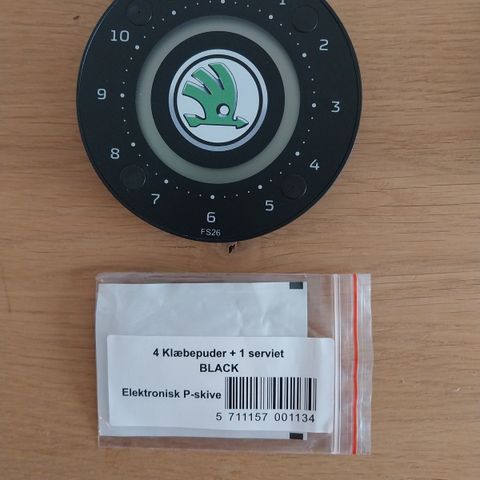 1
2
3
4
5
6
7
8
9
10
FS26
4 Klæbepuder + 1 serviet
BLACK
Elektronisk P-skive
5 711157 001134